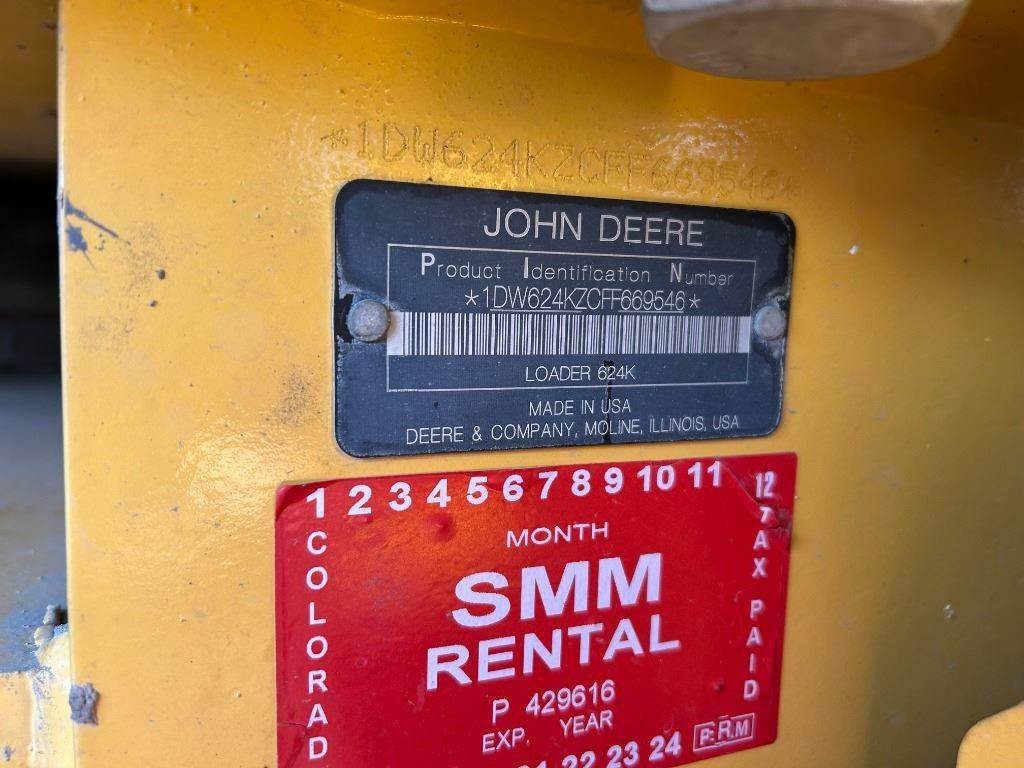 *1DW624KZCFF669546*
JOHN DEERE
Product Identification Number
*1DW624KZCFF669546*
LOADER 624K
MADE IN USA
DEERE & COMPANY, MOLINE, ILLINOIS, USA
1 2 3 4 5 6 7 8 9 10 11 12
COLORAD
MONTH
TAX PAID
SMM
RENTAL
P 429616
EXP. YEAR
22 23 24
F.R.M